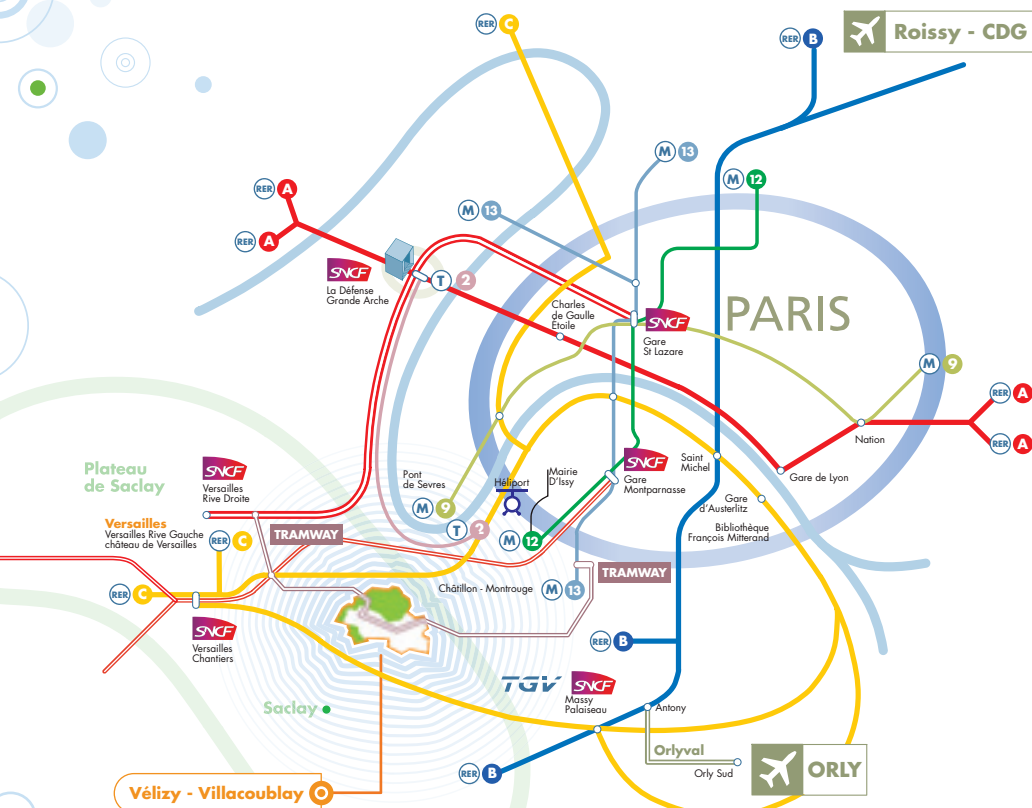 RER C
RER B
Roissy - CDG
M 13
M 12
RER A
M 13
RER A
SNCF
La Défense
Grande Arche
T 2
Charles
de Gaulle
Étoile
SNCF
Gare
St Lazare
PARIS
M 9
RER A
RER A
Nation
Plateau
de Saclay
SNCF
Versailles
Rive Droite
Pont
de Sevres
M 9
Héliport
Mairie
D'Issy
SNCF
Gare
Montparnasse
Saint
Michel
Gare de Lyon
Gare
d'Austerlitz
Bibliothèque
François Mitterand
Versailles
Versailles Rive Gauche
château de Versailles
RER C
TRAMWAY
T 2
M 12
TRAMWAY
Châtillon - Montrouge
M 13
RER C
SNCF
Versailles
Chantiers
RER B
TGV
SNCF
Massy
Palaiseau
Antony
Saclay
Orlyval
Orly Sud
ORLY
RER B
Vélizy - Villacoublay